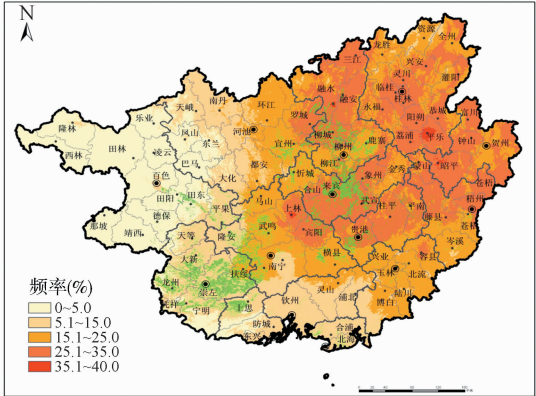 N
资源
全州
龙胜
兴安
三江
灵川
灌阳
临桂
桂林
融水
融安
永福
阳朔
恭城
富川
南丹
天峨
环江
罗城
乐业
隆林
西林
田林
凤山
东兰
河池
宜州
柳城
鹿寨
荔浦
平乐
钟山
贺州
凌云
巴马
都安
忻城
柳州
柳江
象州
金秀
蒙山
昭平
百色
大化
合山
来宾
苍梧
田阳
田东
平果
马山
上林
武宣
桂平
平南
藤县
梧州
苍梧
那坡
德保
靖西
天等
隆安
武鸣
宾阳
贵港
岑溪
大新
扶绥
南宁
横县
兴业
玉林
北流
容县
龙州
崇左
凭祥
宁明
上思
钦州
灵山
浦北
博白
陆川
防城
东兴
合浦
北海
频率(%)
0~5.0
5.1~15.0
15.1~25.0
25.1~35.0
35.1~40.0